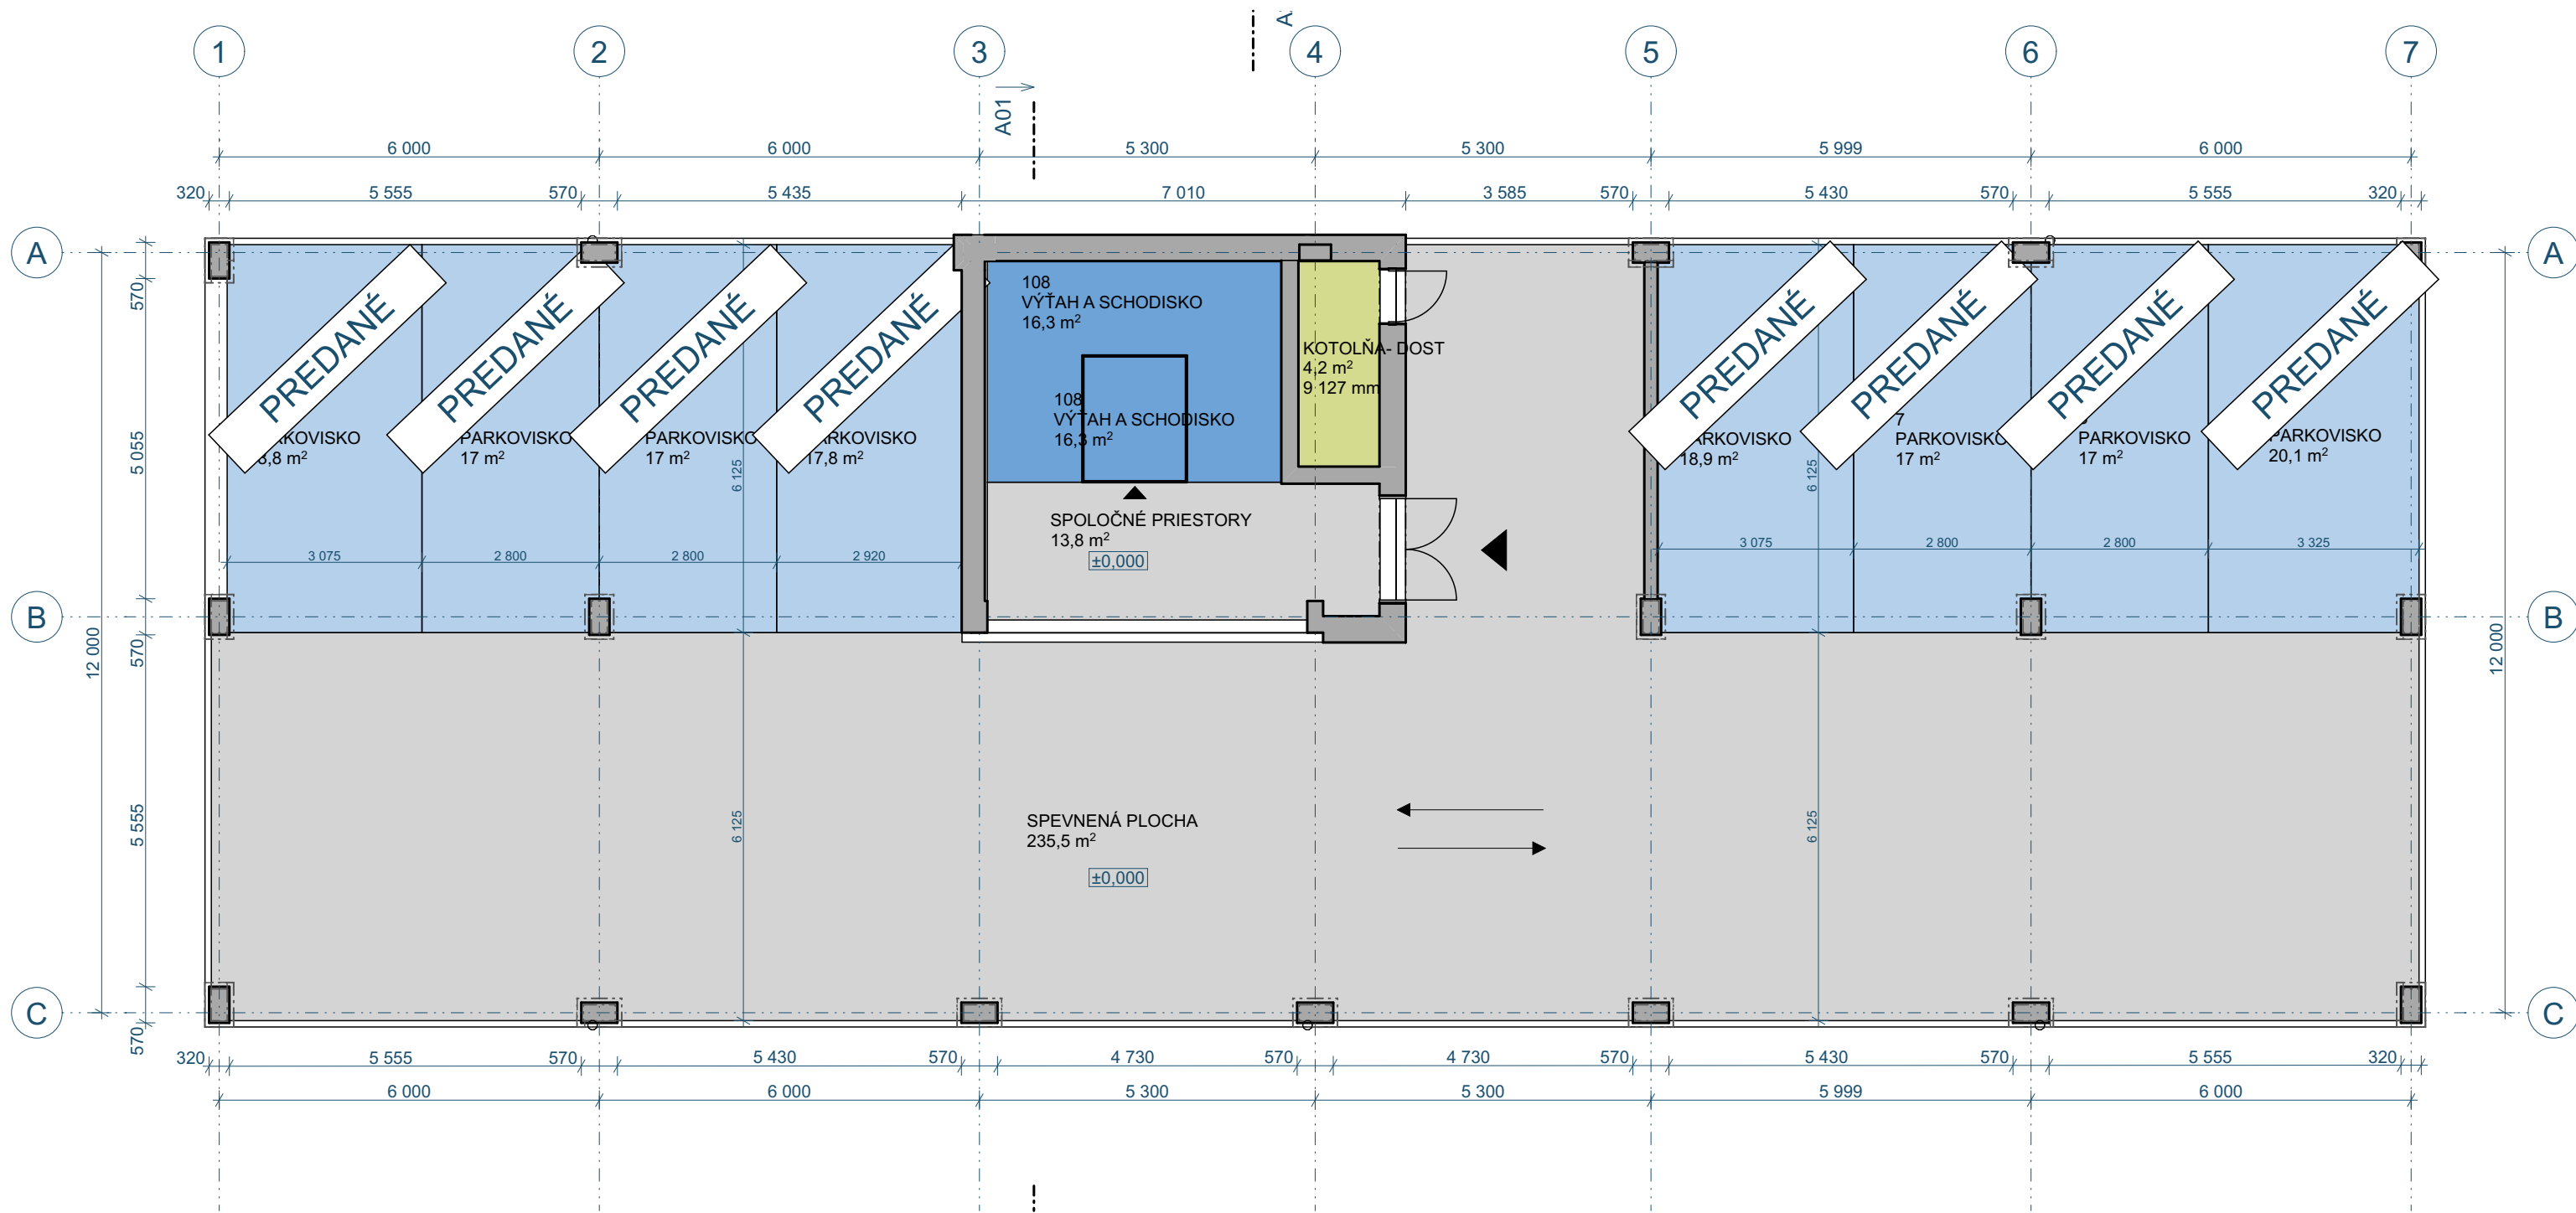 1 2 3 4 5 6 7
A
A01
6 000 6 000 5 300 5 300 5 999 6 000
320 5 555 570 5 435 7 010 3 585 570 5 430 570 5 555 320
A A
108
VÝŤAH A SCHODISKO
16,3 m²
570
PREDANÉ PREDANÉ PREDANÉ PREDANÉ PREDANÉ PREDANÉ PREDANÉ PREDANÉ
KOTOLŇA- DOST
4,2 m²
9 127 mm
108
VÝŤAH A SCHODISKO
16,3 m²
7
PARKOVISKO PARKOVISKO PARKOVISKO PARKOVISKO PARKOVISKO
17 m² 17 m² 17,8 m² 18,9 m² 17 m² 17 m² 20,1 m²
5 055
6 125 6 125
SPOLOČNÉ PRIESTORY
13,8 m²
±0,000
3 075 2 800 2 800 2 920 3 075 2 800 2 800 3 325
B B
570
12 000 12 000
5 555
6 125 6 125
SPEVNENÁ PLOCHA
235,5 m²
±0,000
C C
570
320 5 555 570 5 430 570 4 730 570 4 730 570 5 430 570 5 555 320
6 000 6 000 5 300 5 300 5 999 6 000